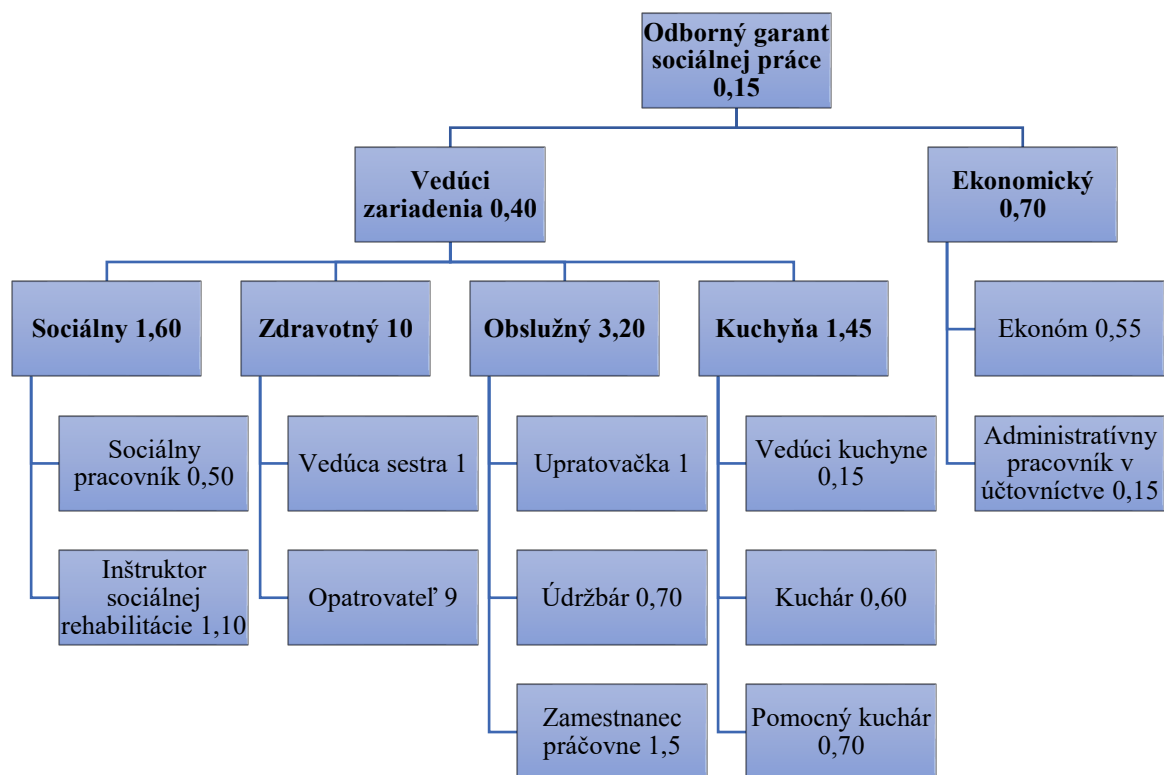 Odborný garant
sociálnej práce
0,15
Vedúci
zariadenia 0,40
Ekonomický
0,70
Sociálny 1,60
Zdravotný 10
Obslužný 3,20
Kuchyňa 1,45
Ekonóm 0,55
Sociálny
pracovník 0,50
Vedúca sestra 1
Upratovačka 1
Vedúci kuchyne
0,15
Administratívny
pracovník v
účtovníctve 0,15
Inštruktor
sociálnej
rehabilitácie 1,10
Opatrovateľ 9
Údržbár 0,70
Kuchár 0,60
Zamestnanec
práčovne 1,5
Pomocný kuchár
0,70